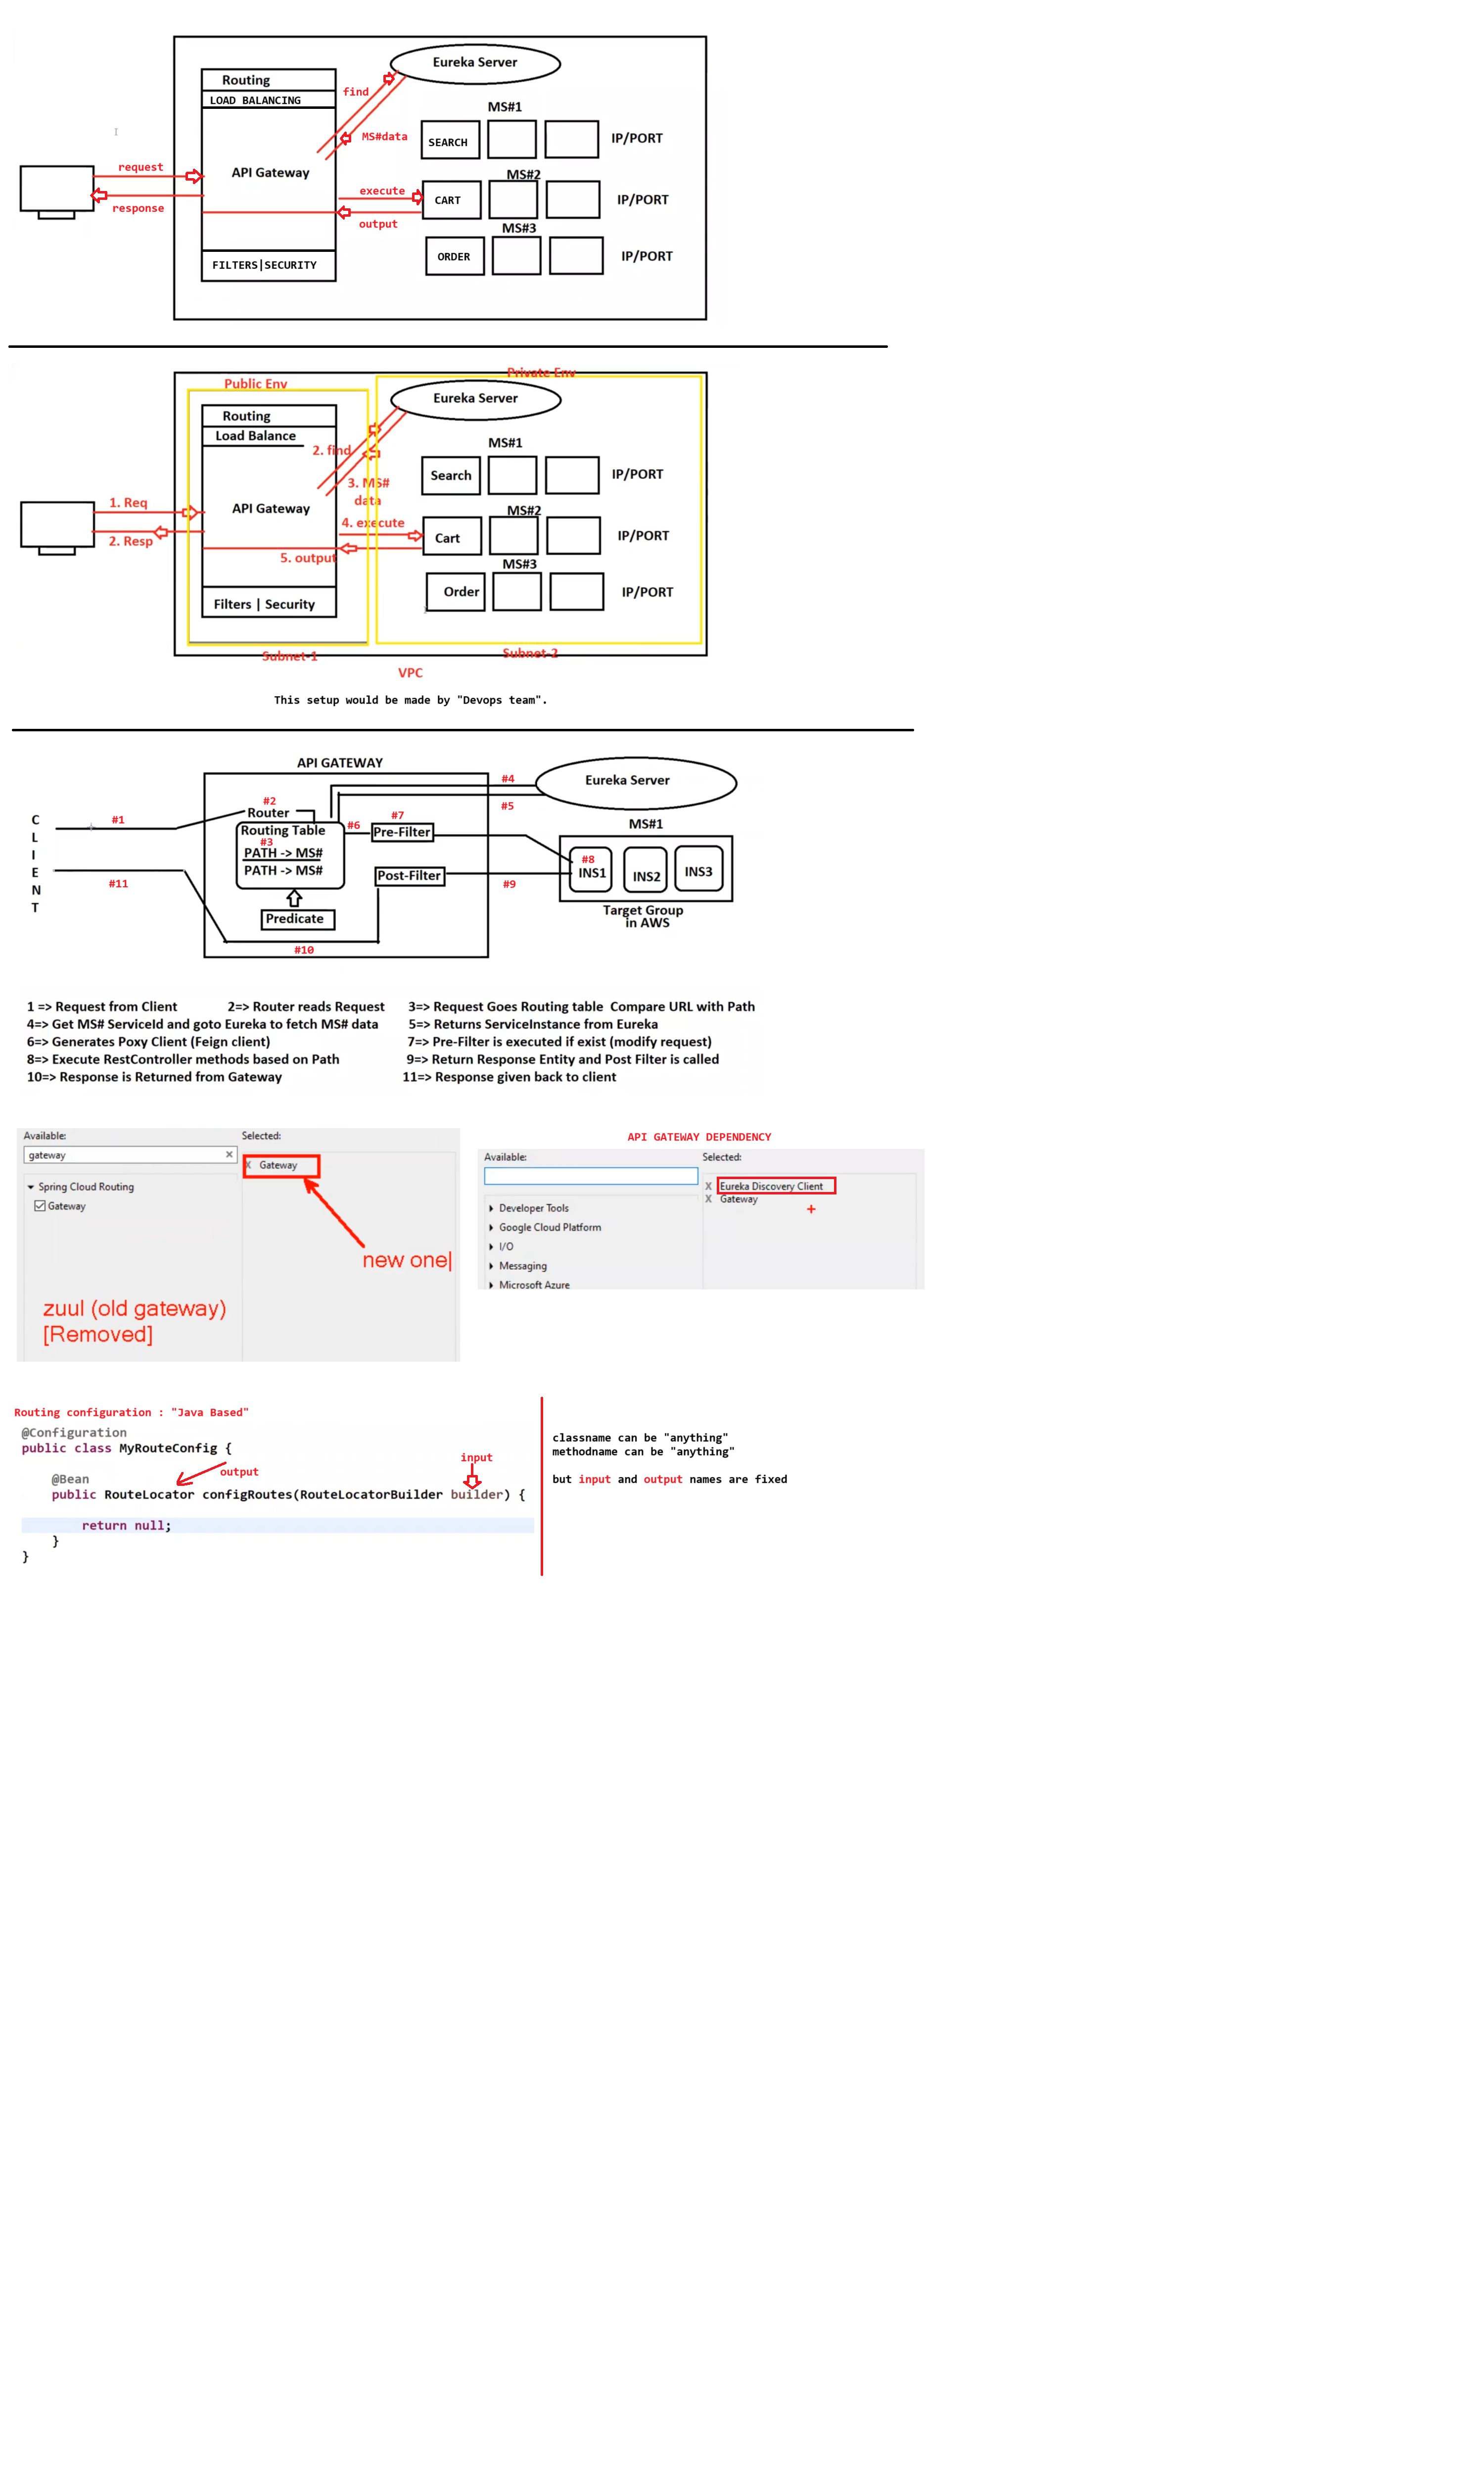 Eureka Server
Routing
LOAD BALANCING
find
MS#1
MS#data
SEARCH
IP/PORT
request
API Gateway
MS#2
execute
CART
IP/PORT
response
output
MS#3
ORDER
IP/PORT
FILTERS|SECURITY
Private Env
Public Env
Eureka Server
Routing
Load Balance
MS#1
2. find
Search
IP/PORT
3. MS#
data
1. Req
API Gateway
MS#2
4. execute
Cart
IP/PORT
2. Resp
5. output
MS#3
Order
IP/PORT
Filters | Security
Subnet-1
Subnet-2
VPC
This setup would be made by "Devops team".
API GATEWAY
#4
Eureka Server
#2
#5
Router
#7
C
L
I
E
N
T
#1
#6
MS#1
Routing Table
Pre-Filter
#3
PATH -> MS#
#8
PATH -> MS#
INS1
INS2
INS3
Post-Filter
#11
#9
Target Group
in AWS
Predicate
#10
1 => Request from Client 2=> Router reads Request 3=> Request Goes Routing table Compare URL with Path
4=> Get MS# ServiceId and goto Eureka to fetch MS# data 5=> Returns ServiceInstance from Eureka
6=> Generates Poxy Client (Feign client) 7=> Pre-Filter is executed if exist (modify request)
8=> Execute RestController methods based on Path 9=> Return Response Entity and Post Filter is called
10=> Response is Returned from Gateway 11=> Response given back to client
Available:
Selected:
gateway
X Gateway
Spring Cloud Routing
Gateway
new one
zuul (old gateway)
[Removed]
API GATEWAY DEPENDENCY
Available:
Selected:
X Eureka Discovery Client
X Gateway
Developer Tools
Google Cloud Platform
I/O
Messaging
Microsoft Azure
Routing configuration : "Java Based"
@Configuration
public class MyRouteConfig {
output
input
@Bean
public RouteLocator configRoutes(RouteLocatorBuilder builder) {
return null;
}
}
classname can be "anything"
methodname can be "anything"
but input and output names are fixed